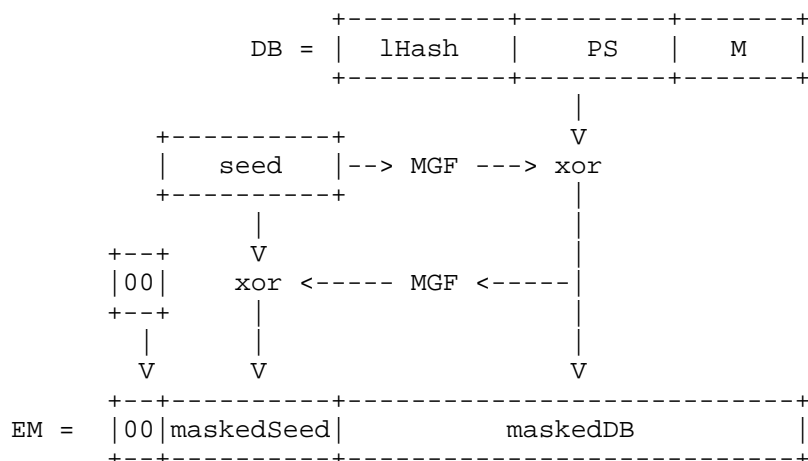 +----------+---------+-------+
                     DB = |  lHash   |    PS   |   M   |
                          +----------+---------+-------+
                                         |
               +----------+              V
               |   seed   |--> MGF ---> xor
               +----------+              |
                     |                   |
            +--+     V                   |
            |00|    xor <----- MGF <-----|
            +--+     |                   |
              |      |                   |
              V      V                   V
            +--+----------+----------------------------+
      EM =  |00|maskedSeed|          maskedDB          |
            +--+----------+----------------------------+